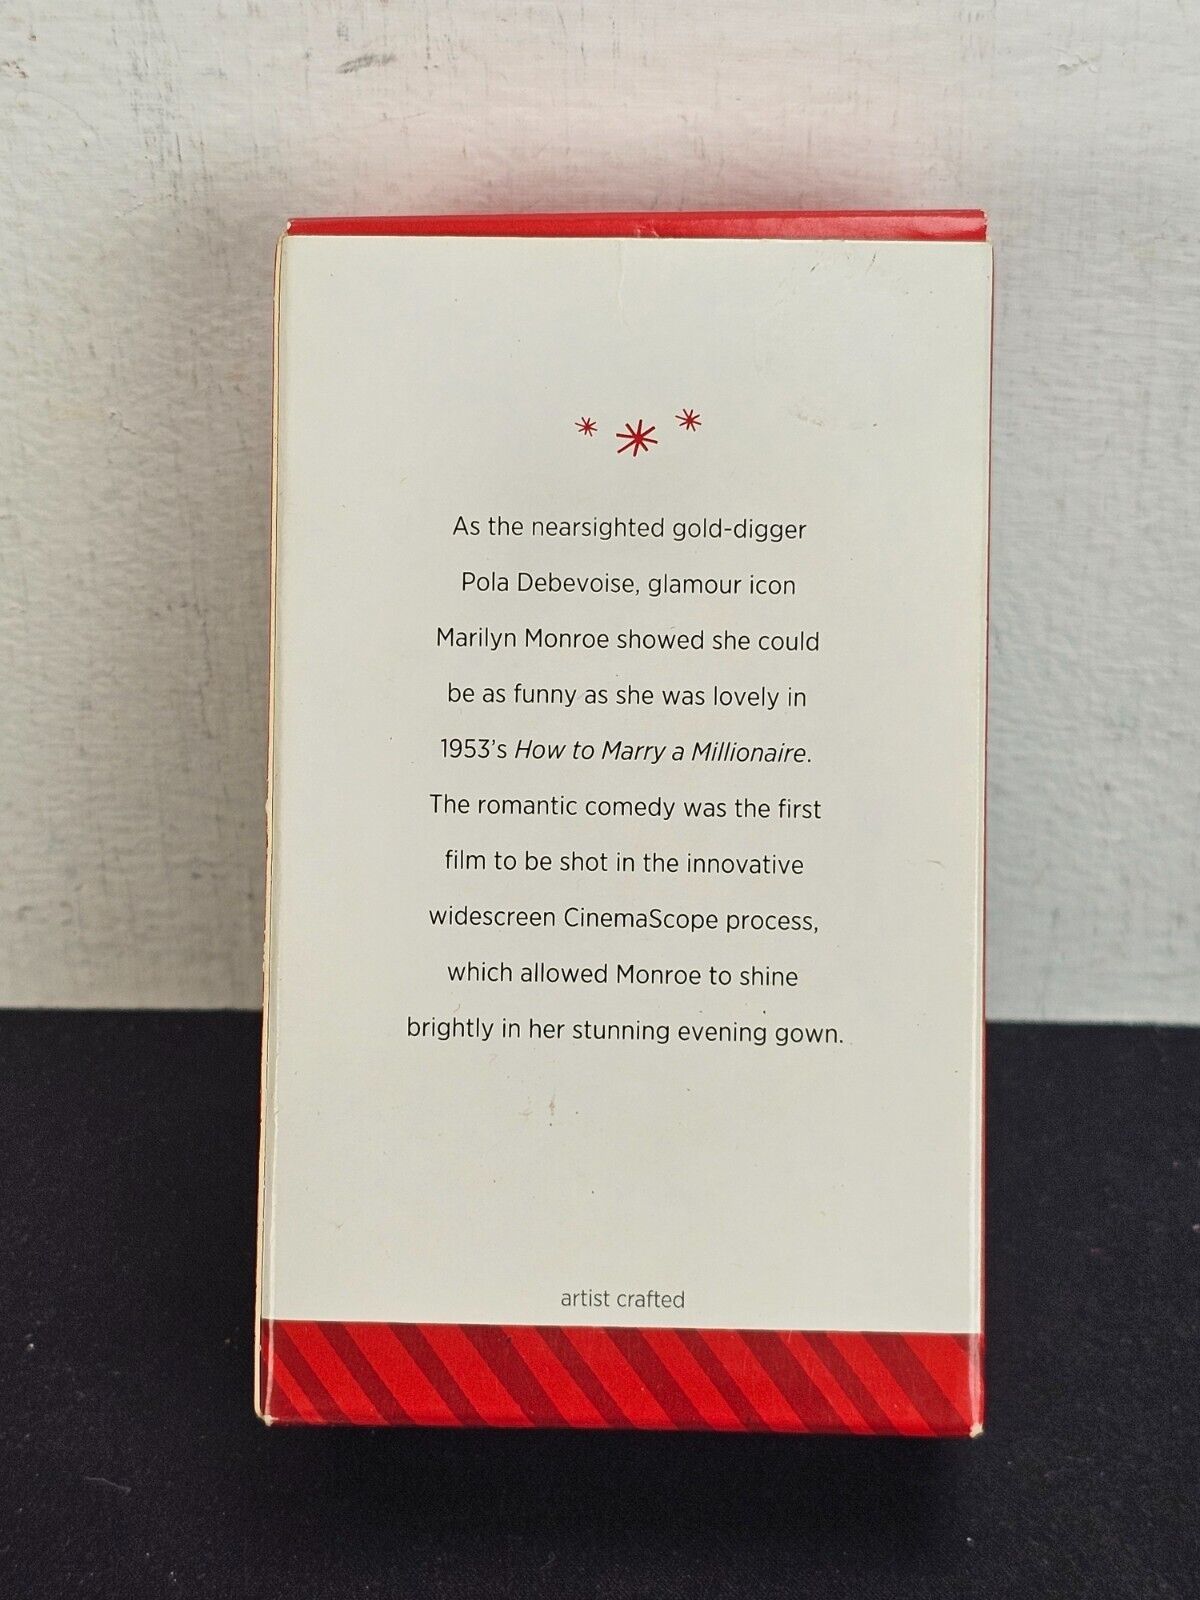 As the nearsighted gold-digger
Pola Debevoise, glamour icon
Marilyn Monroe showed she could
be as funny as she was lovely in
1953's How to Marry a Millionaire.
The romantic comedy was the first
film to be shot in the innovative
widescreen CinemaScope process,
which allowed Monroe to shine
brightly in her stunning evening gown.
artist crafted